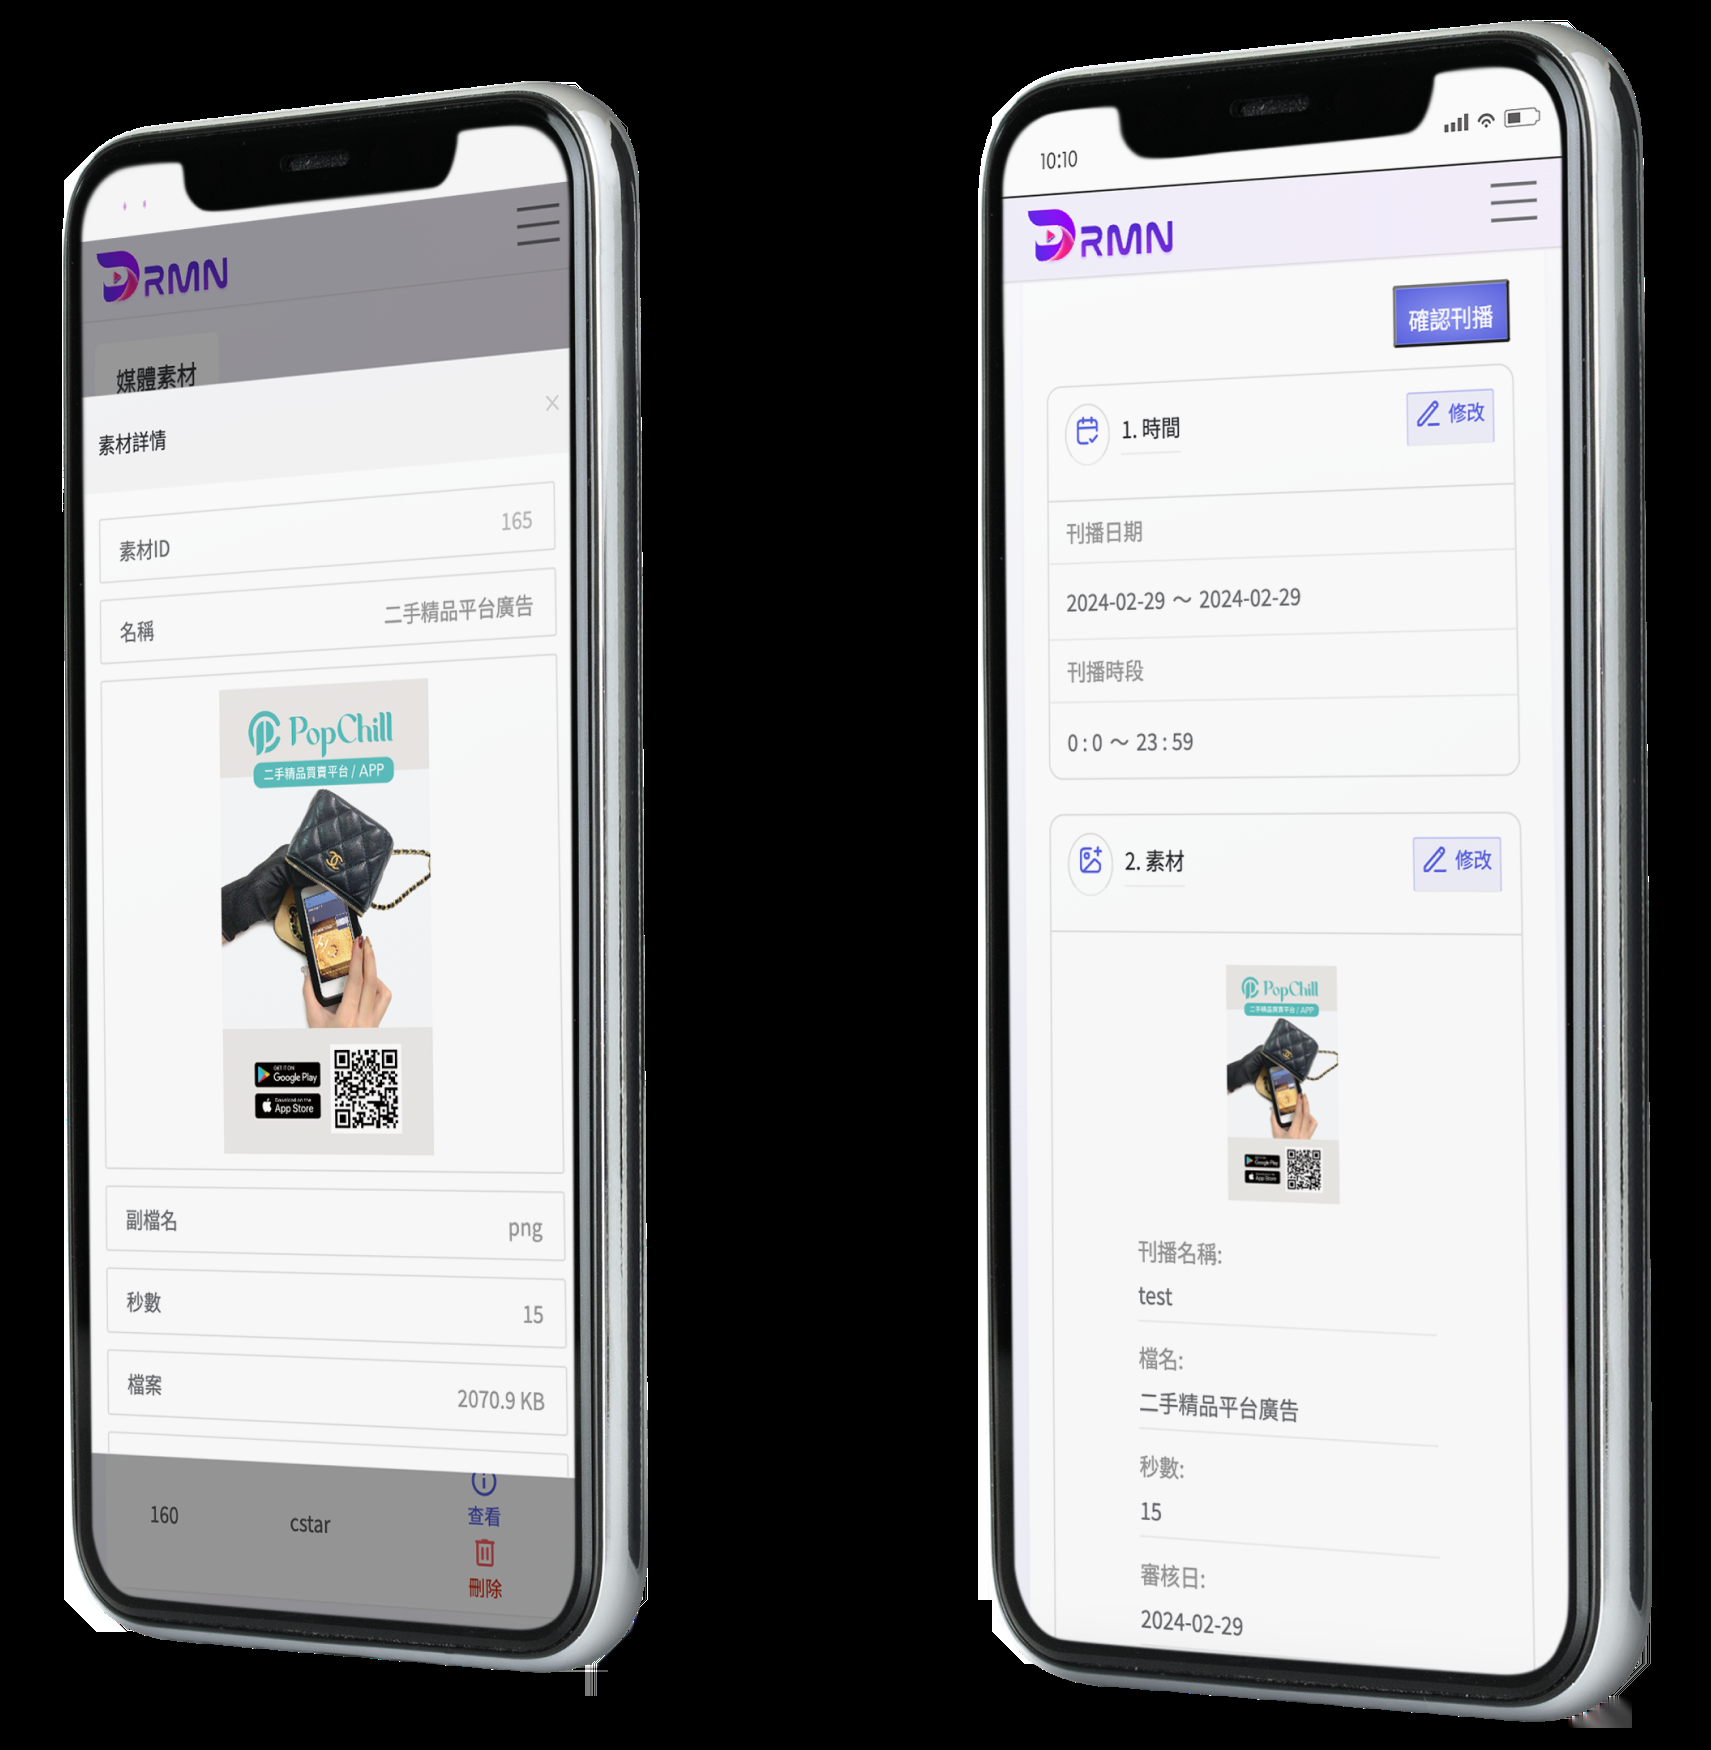 DRMN
媒體素材
素材詳情
素材ID
165
名稱
二手精品平台廣告
PopChill
二手精品買賣平台 / APP
GET IT ON
Google Play
Download on the
App Store
副檔名
png
秒數
15
檔案
2070.9 KB
160
cstar
查看
刪除
10:10
DRMN
確認刊播
1. 時間
修改
刊播日期
2024-02-29 ～ 2024-02-29
刊播時段
0 : 0 ～ 23 : 59
2. 素材
修改
PopChill
二手精品買賣平台 / APP
Google Play
App Store
刊播名稱:
test
檔名:
二手精品平台廣告
秒數:
15
審核日:
2024-02-29